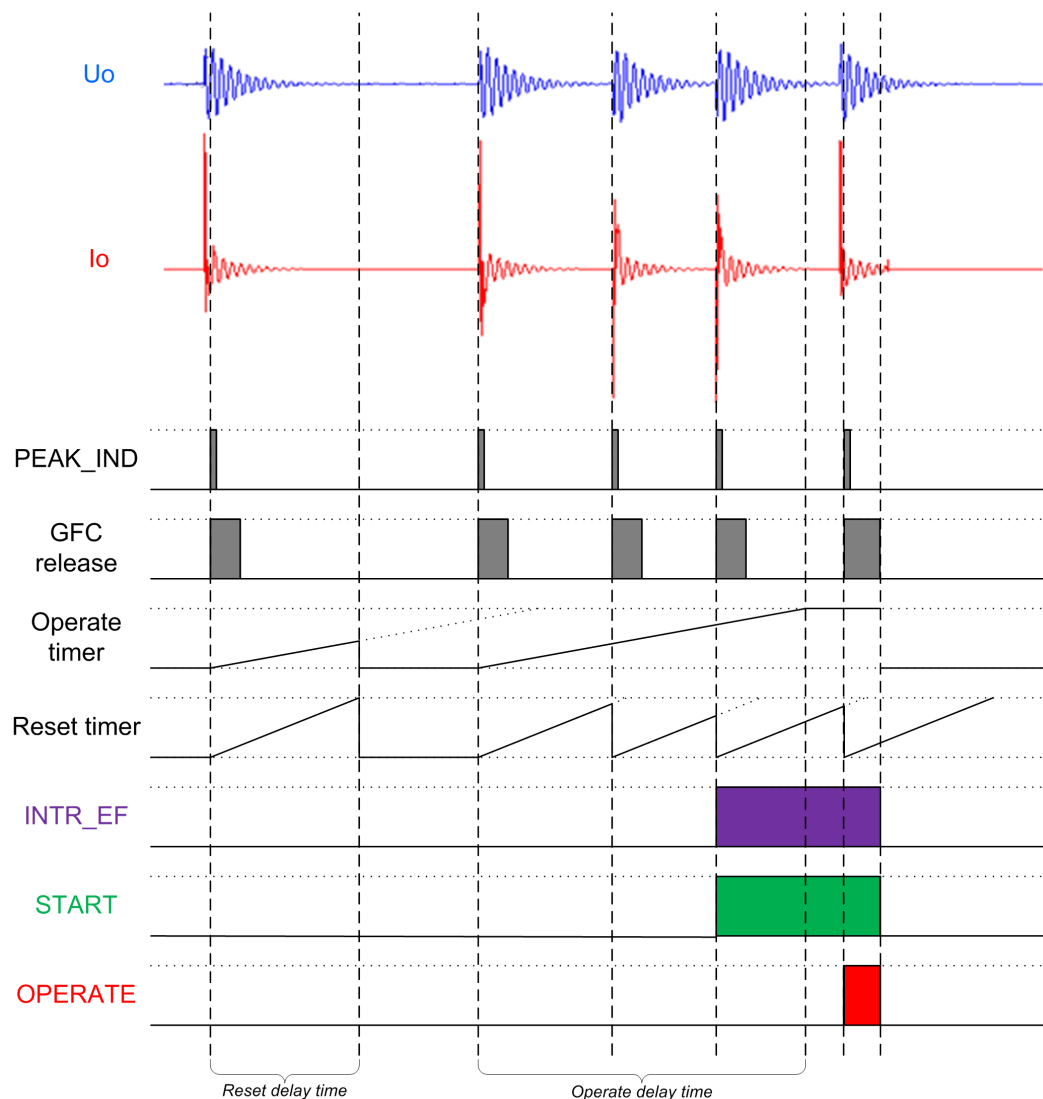 Uo
Io
PEAK_IND
GFC
release
Operate
timer
Reset timer
INTR_EF
START
OPERATE
Reset delay time
Operate delay time